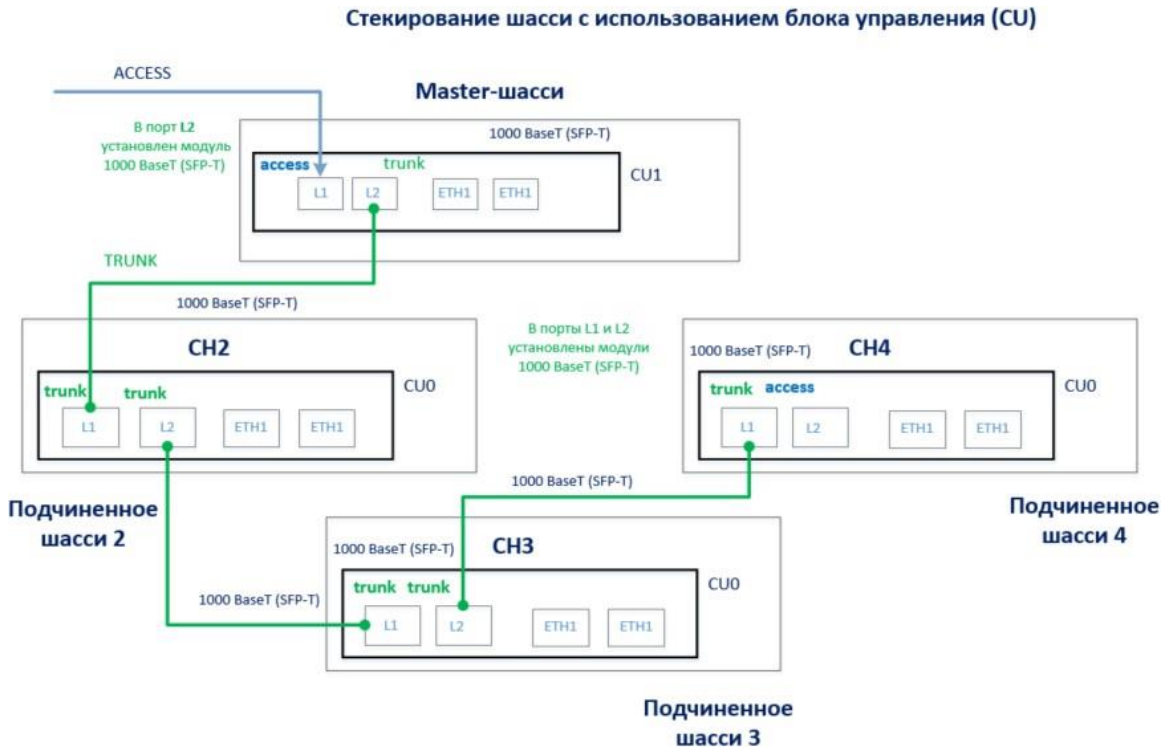 Стекирование шасси с использованием блока управления (CU)
ACCESS
Master-шасси
В порт L2
установлен модуль
1000 BaseT (SFP-T)
1000 BaseT (SFP-T)
access
trunk
CU1
L1
L2
ETH1
ETH1
TRUNK
1000 BaseT (SFP-T)
CH2
trunk
trunk
CU0
L1
L2
ETH1
ETH1
Подчиненное
шасси 2
В порты L1 и L2
установлены модули
1000 BaseT (SFP-T)
1000 BaseT (SFP-T)
CH4
trunk
access
CU0
L1
L2
ETH1
ETH1
Подчиненное
шасси 4
1000 BaseT (SFP-T)
1000 BaseT (SFP-T)
CH3
1000 BaseT (SFP-T)
trunk
trunk
CU0
L1
L2
ETH1
ETH1
Подчиненное
шасси 3